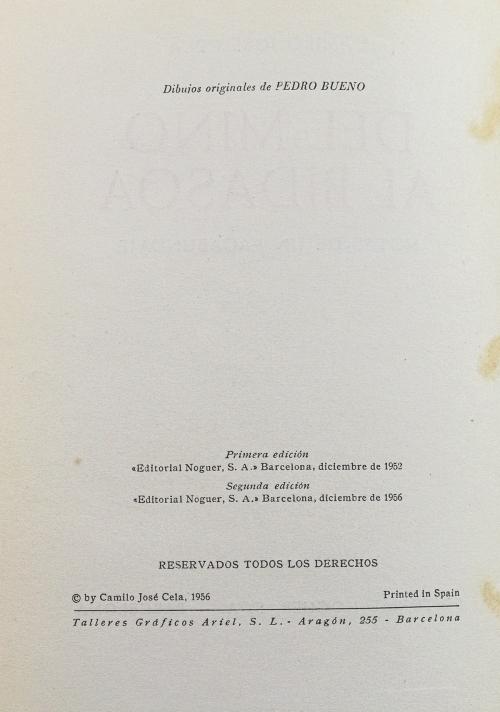 Dibujos originales de PEDRO BUENO
Primera edición
«Editorial Noguer, S. A.» Barcelona, diciembre de 1952
Segunda edición
«Editorial Noguer, S. A.» Barcelona, diciembre de 1956
RESERVADOS TODOS LOS DERECHOS
© by Camilo José Cela, 1956 Printed in Spain
Talleres Gráficos Ariel, S. L. - Aragón, 255 - Barcelona